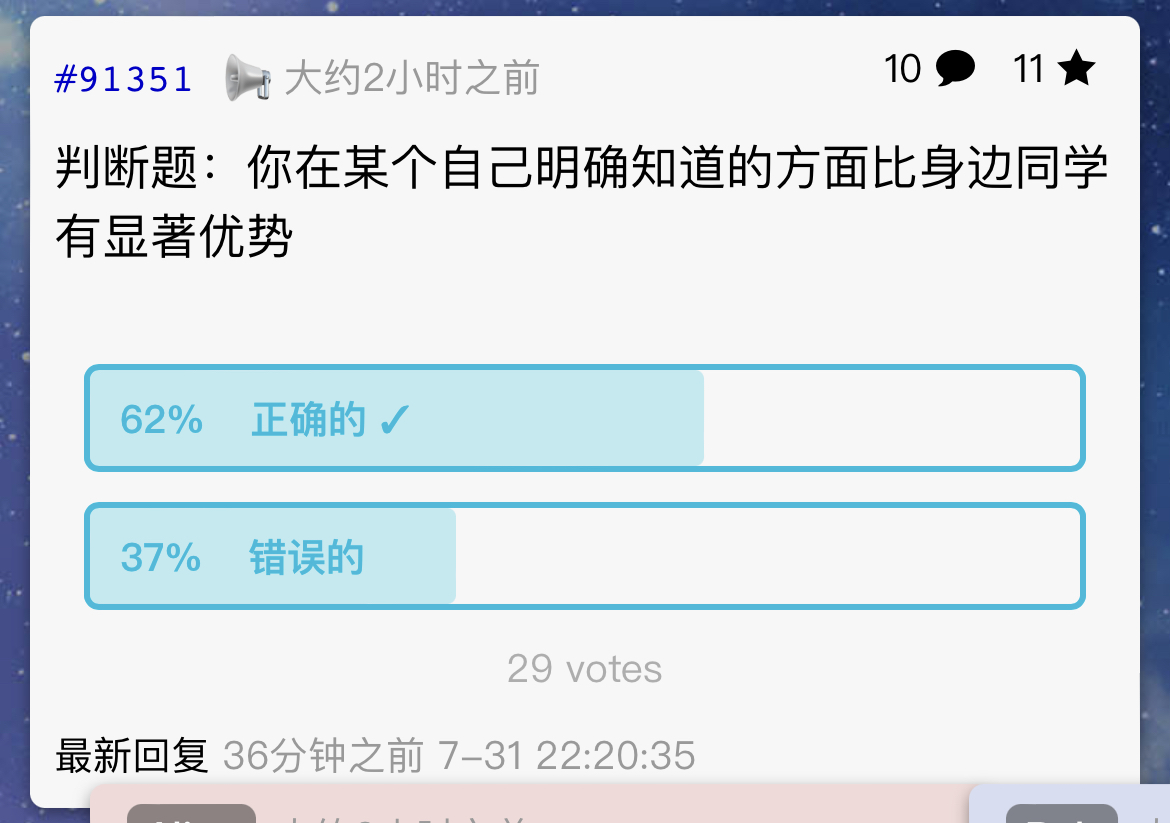 #91351 大约2小时之前 10 11
判断题：你在某个自己明确知道的方面比身边同学
有显著优势
62% 正确的 ✓
37% 错误的
29 votes
最新回复 36分钟之前 7-31 22:20:35